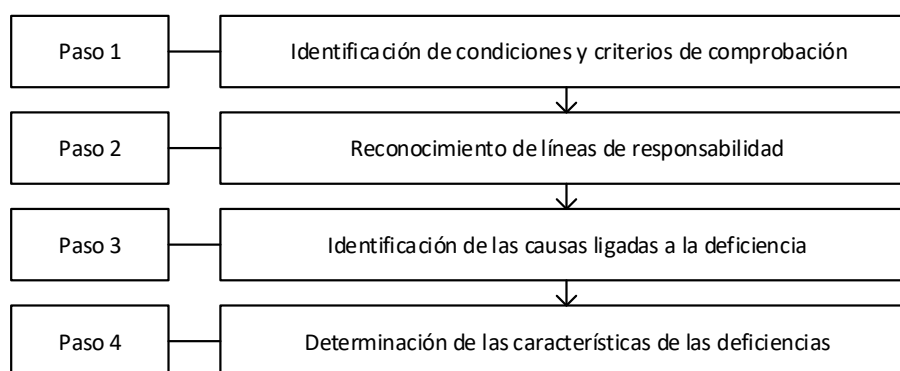 Paso 1
Identificación de condiciones y criterios de comprobación
Paso 2
Reconocimiento de líneas de responsabilidad
Paso 3
Identificación de las causas ligadas a la deficiencia
Paso 4
Determinación de las características de las deficiencias